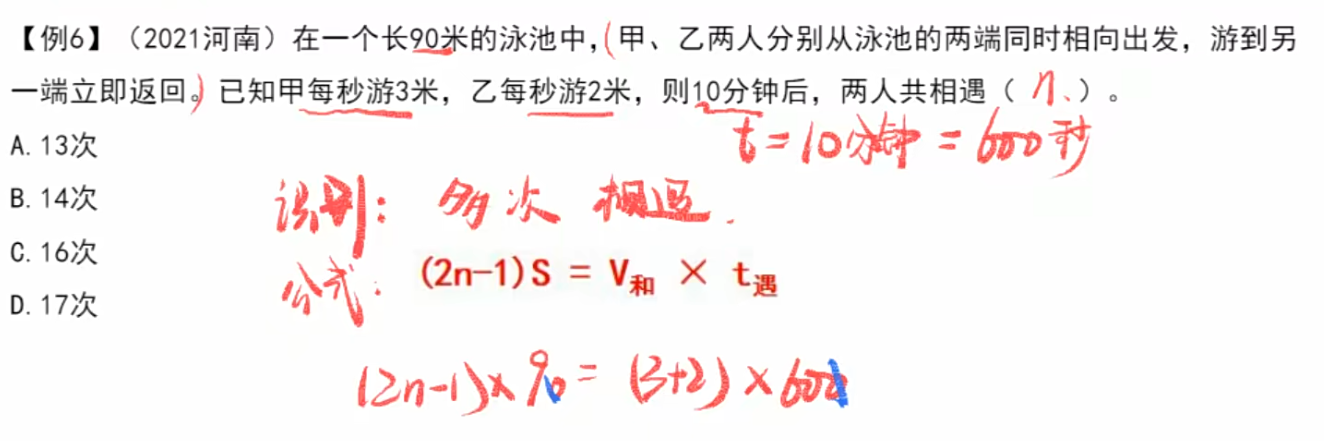 【例6】（2021河南）在一个长90米的泳池中，(甲、乙两人分别从泳池的两端同时相向出发，游到另
一端立即返回。)已知甲每秒游3米，乙每秒游2米，则10分钟后，两人共相遇（ n、）。
t=10分钟=600秒
A. 13次
B. 14次
识别：多次 相遇.
C. 16次
公式: (2n-1)S = V和 × t遇
D. 17次
(2n-1)×90=(3+2)×600